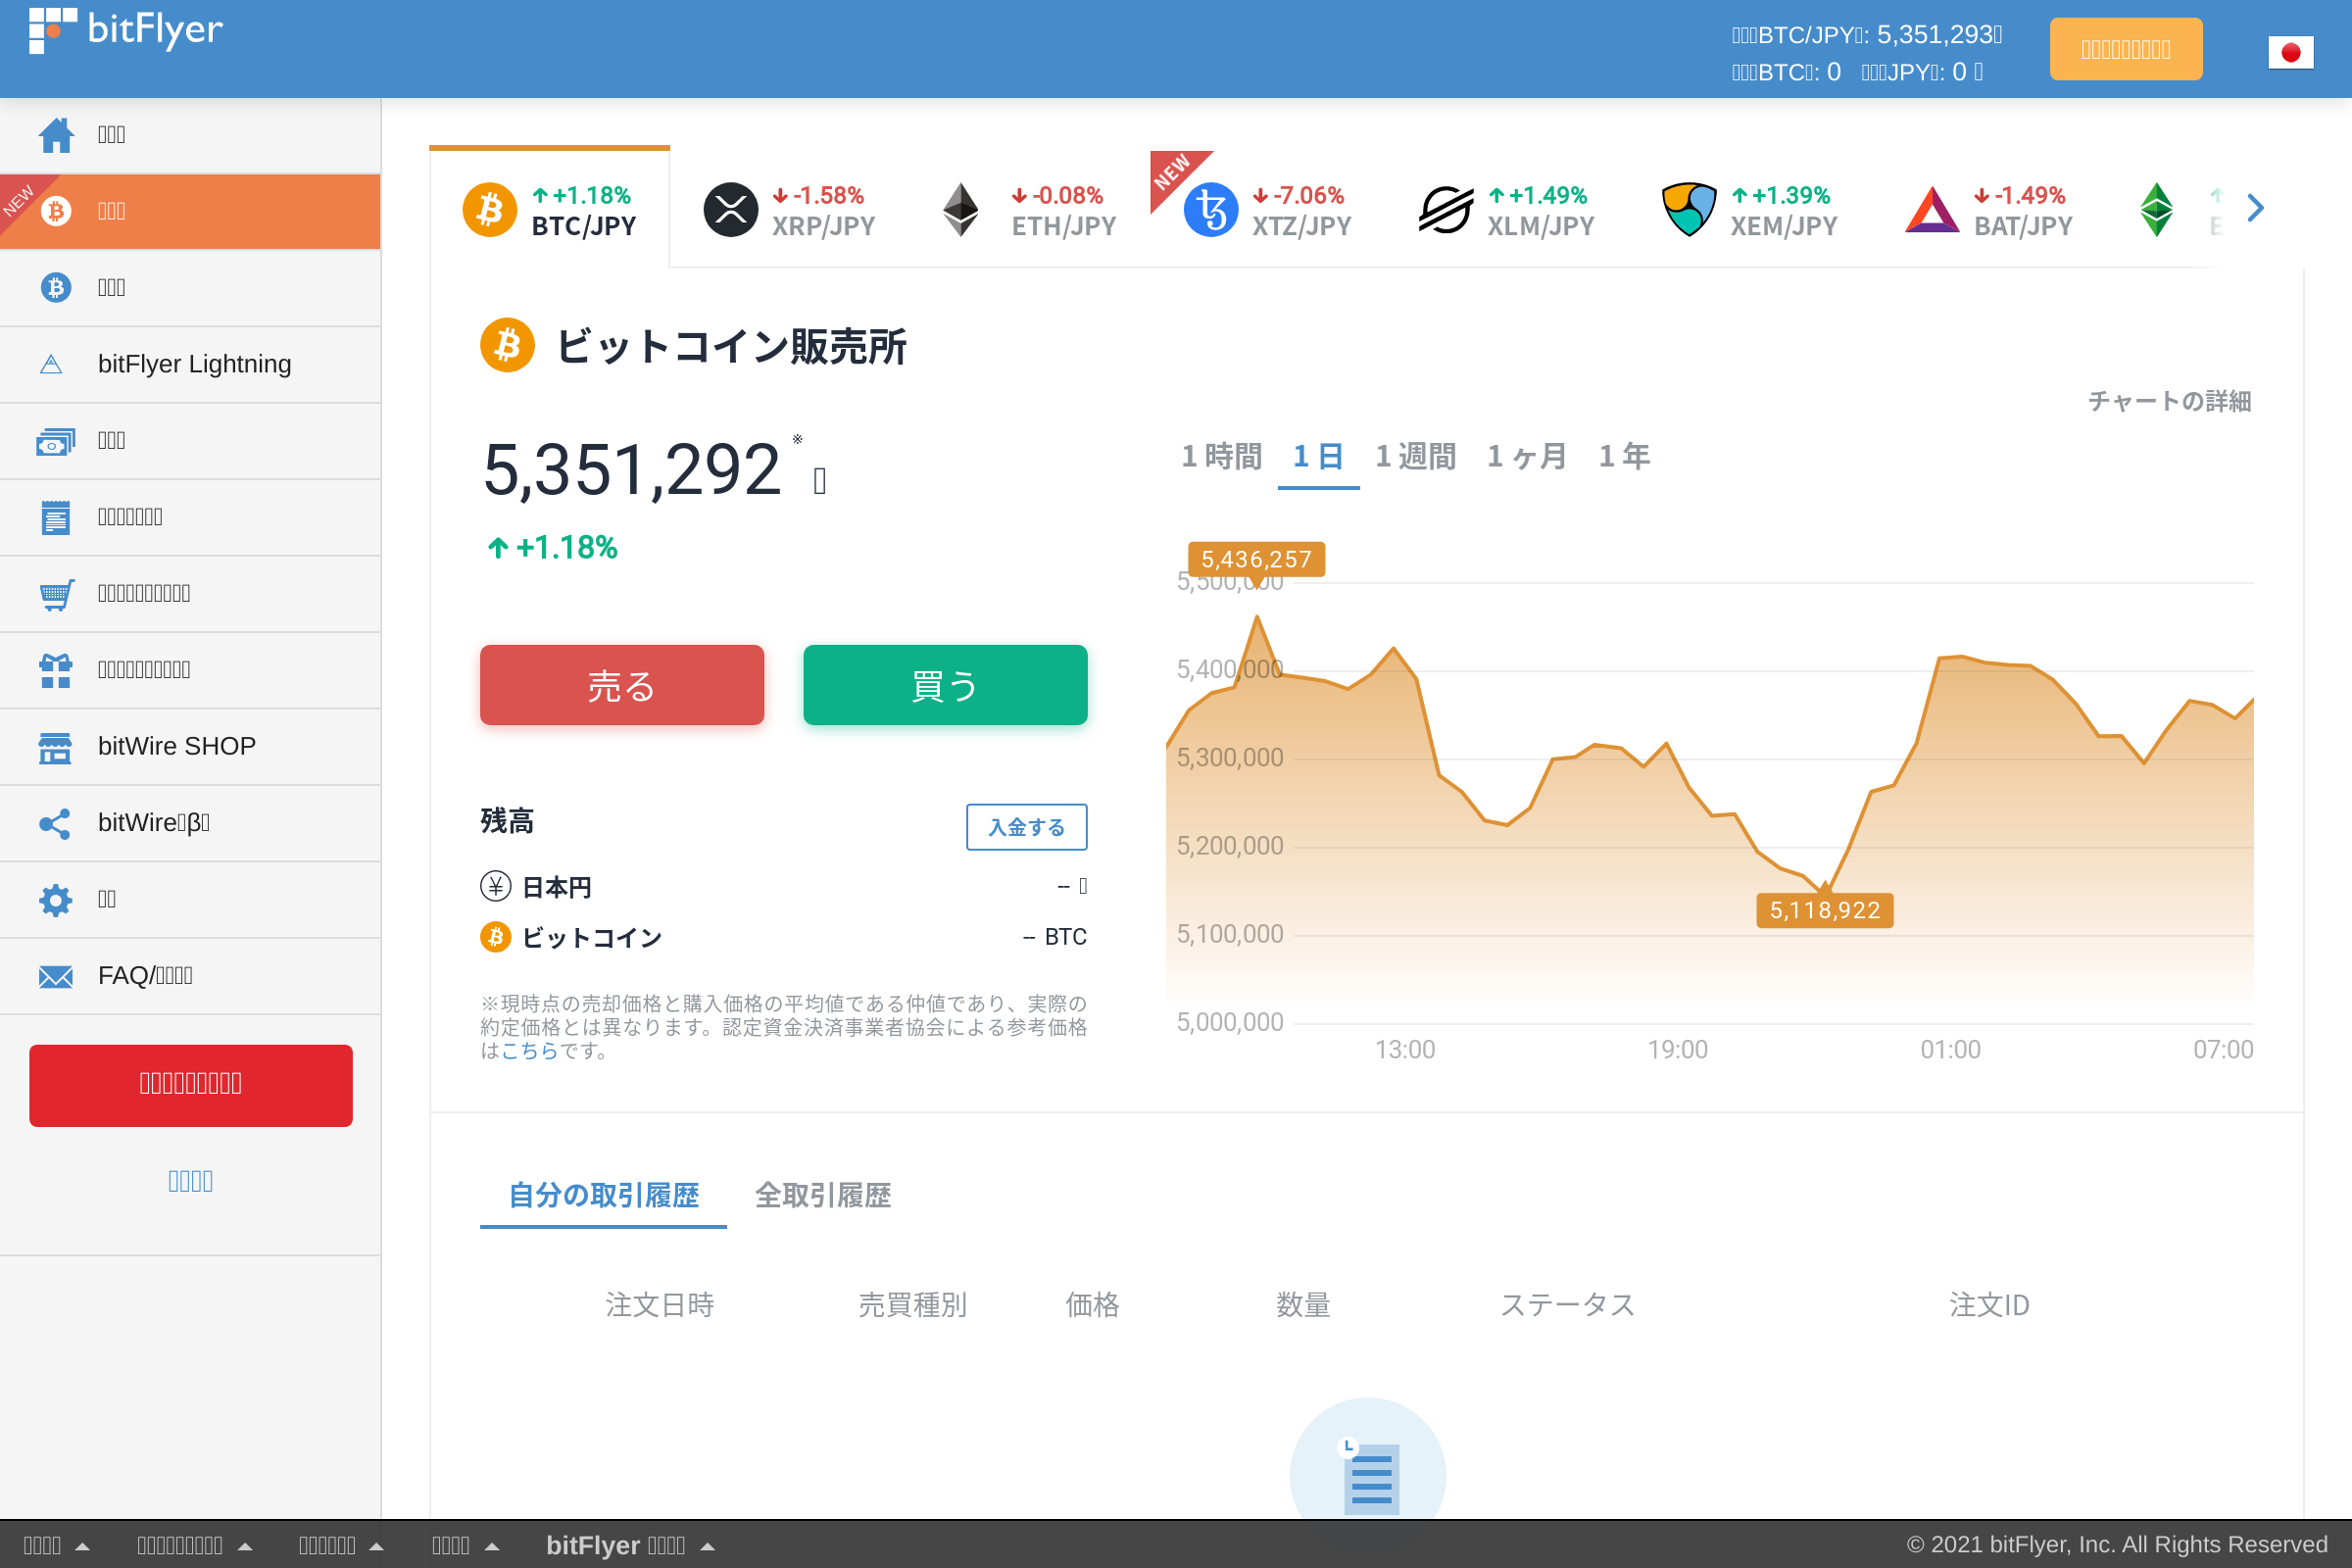 bitFlyer
BTC/JPY: 5,351,293
BTC: 0 JPY: 0
NEW
bitFlyer Lightning
bitWire SHOP
bitWire β
FAQ/
+1.18%
BTC/JPY
-1.58%
XRP/JPY
-0.08%
ETH/JPY
NEW
-7.06%
XTZ/JPY
+1.49%
XLM/JPY
+1.39%
XEM/JPY
-1.49%
BAT/JPY
ビットコイン販売所
チャートの詳細
5,351,292 ※
+1.18%
1 時間 1 日 1 週間 1 ヶ月 1 年
売る 買う
5,436,257
5,500,000
5,400,000
5,300,000
5,200,000
5,118,922
5,100,000
5,000,000
13:00 19:00 01:00 07:00
残高 入金する
日本円 --
ビットコイン -- BTC
※現時点の売却価格と購入価格の平均値である仲値であり、実際の
約定価格とは異なります。認定資金決済事業者協会による参考価格
はこちらです。
自分の取引履歴 全取引履歴
注文日時 売買種別 価格 数量 ステータス 注文ID
bitFlyer
© 2021 bitFlyer, Inc. All Rights Reserved